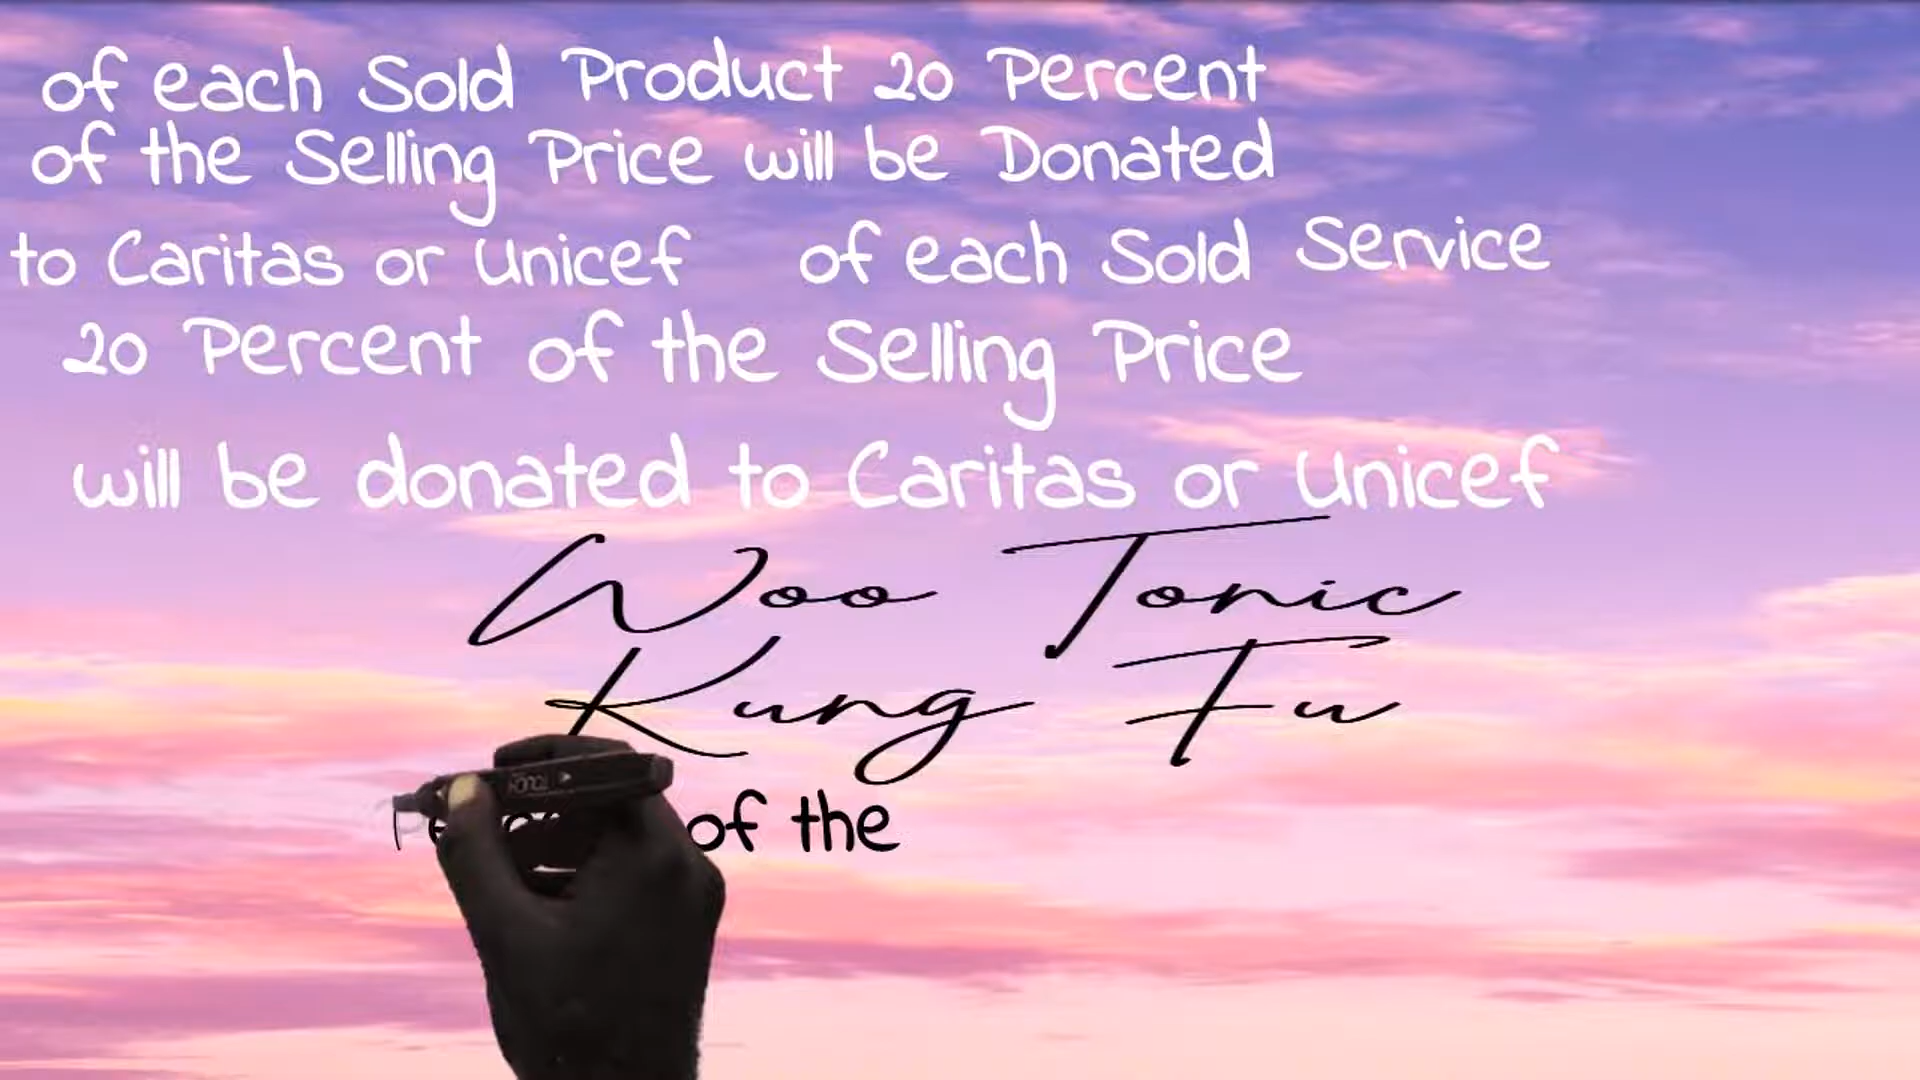 of each Sold Product 20 Percent
of the Selling Price will be Donated
to Caritas or Unicef of each Sold Service
20 Percent of the Selling Price
will be donated to Caritas or Unicef
Woo Tonic
Kung Fu
of the